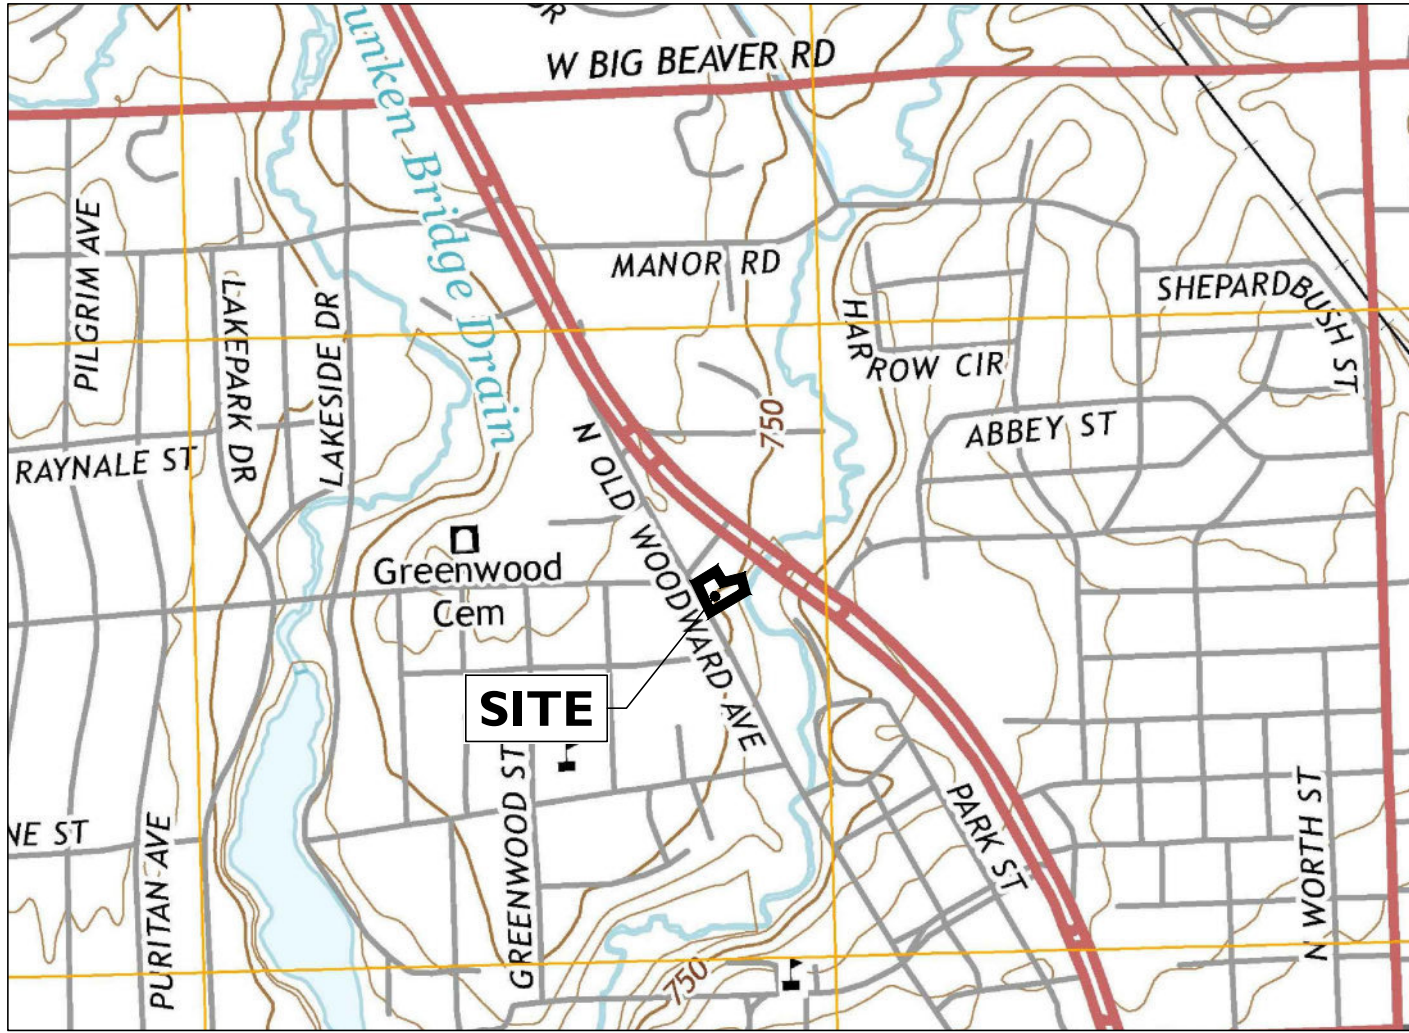 W BIG BEAVER RD
unken-Bridge Drain
MANOR RD
PILGRIM AVE
LAKEPARK DR
LAKESIDE DR
SHEPARDBUSH ST
HARROW CIR
750
ABBEY ST
RAYNALE ST
N OLD WOODWARD AVE
Greenwood
Cem
SITE
GREENWOOD ST
PARK ST
N WORTH ST
NE ST
PURITAN AVE
750